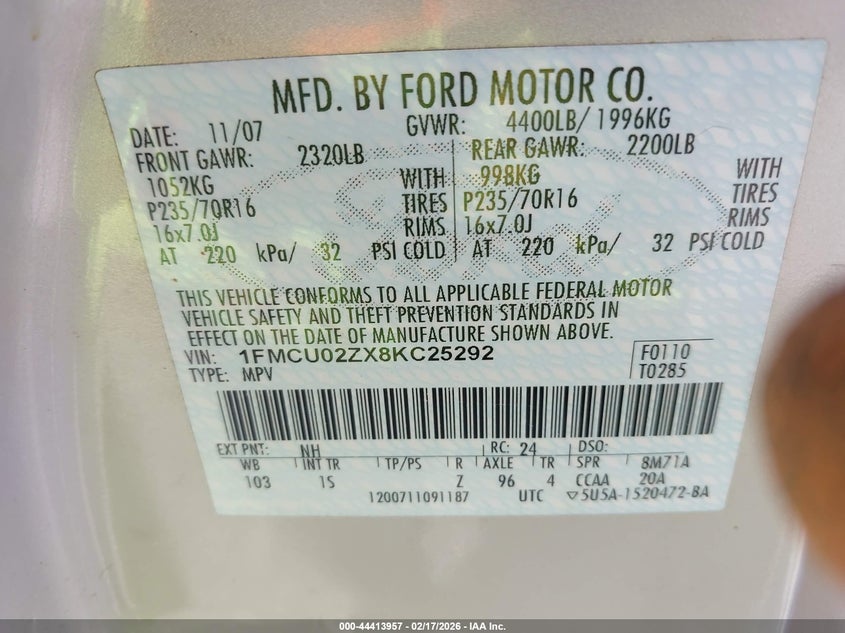 MFD. BY FORD MOTOR CO.
DATE: 11/07 GVWR: 4400LB/ 1996KG
FRONT GAWR: 2320LB REAR GAWR: 2200LB
1052KG WITH 998KG WITH
P235/70R16 TIRES P235/70R16 TIRES
16x7.0J RIMS 16x7.0J RIMS
AT 220 kPa/ 32 PSI COLD AT 220 kPa/ 32 PSI COLD
THIS VEHICLE CONFORMS TO ALL APPLICABLE FEDERAL MOTOR
VEHICLE SAFETY AND THEFT PREVENTION STANDARDS IN
EFFECT ON THE DATE OF MANUFACTURE SHOWN ABOVE.
VIN: 1FMCU02ZX8KC25292 F0110
TYPE: MPV T0285
EXT PNT: NH RC: 24 DSO:
WB INT TR TP/PS R AXLE TR SPR 8M71A
103 1S Z 96 4 CCAA 20A
1200711091187 UTC ▽5U5A-1520472-BA
000-44413957 - 02/17/2026 - IAA Inc.